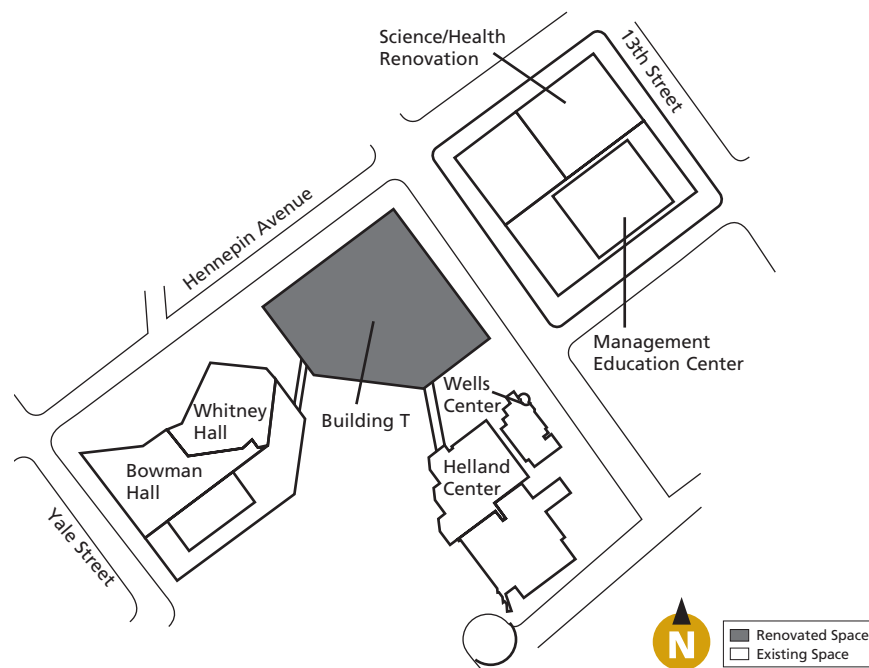 Science/Health
Renovation
13th Street
Hennepin Avenue
Management
Education Center
Wells
Center
Whitney
Hall
Building T
Bowman
Hall
Helland
Center
Yale Street
N
Renovated Space
Existing Space